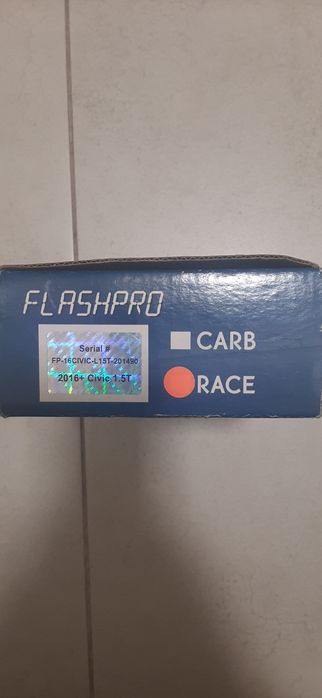 FLASHPRO
Serial #
FP-16CIVIC-L15T-201490
2016+ Civic 1.5T
CARB
RACE